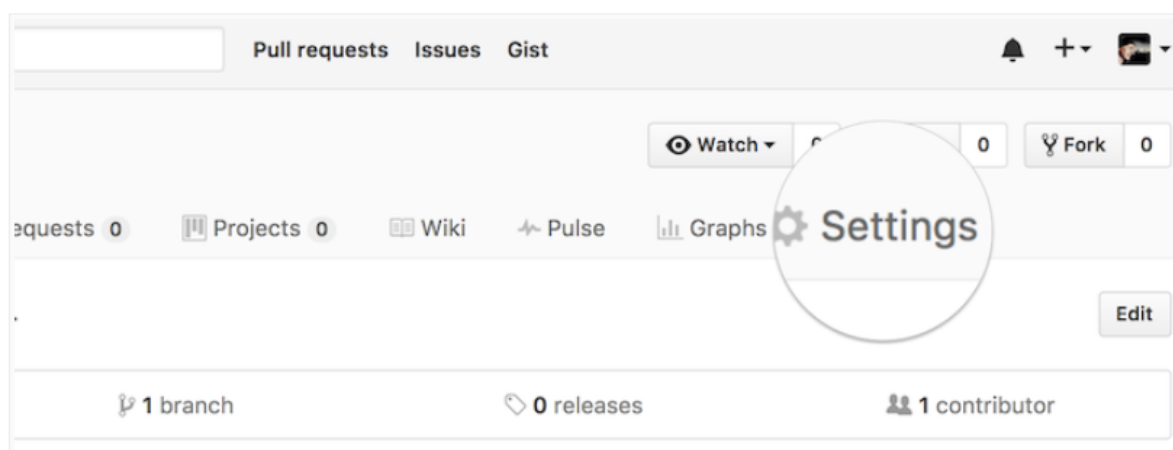 Pull requests Issues Gist
Watch 0 Fork 0
equests 0 Projects 0 Wiki Pulse Graphs Settings
Edit
1 branch 0 releases 1 contributor